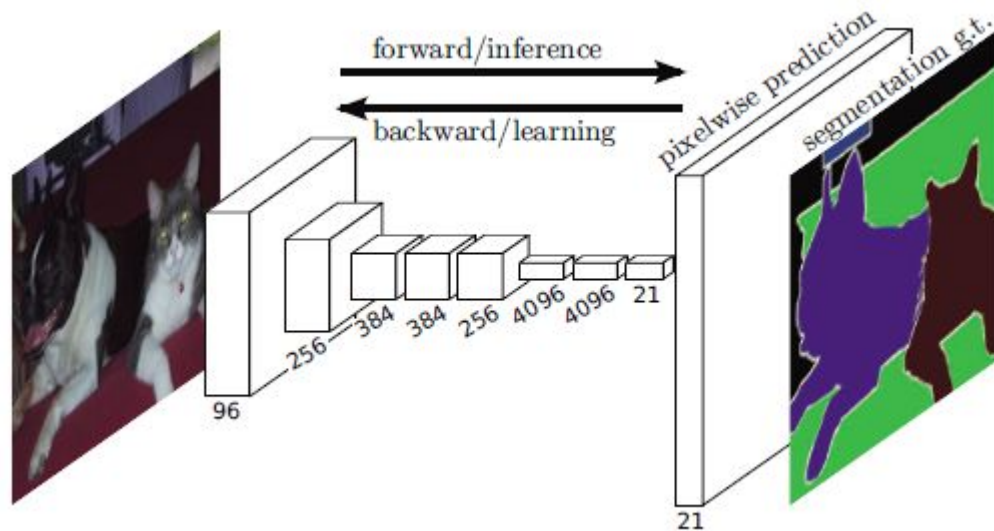 forward/inference
backward/learning
pixelwise prediction
segmentation g.t.
96
256
384
384
256
4096
4096
21
21